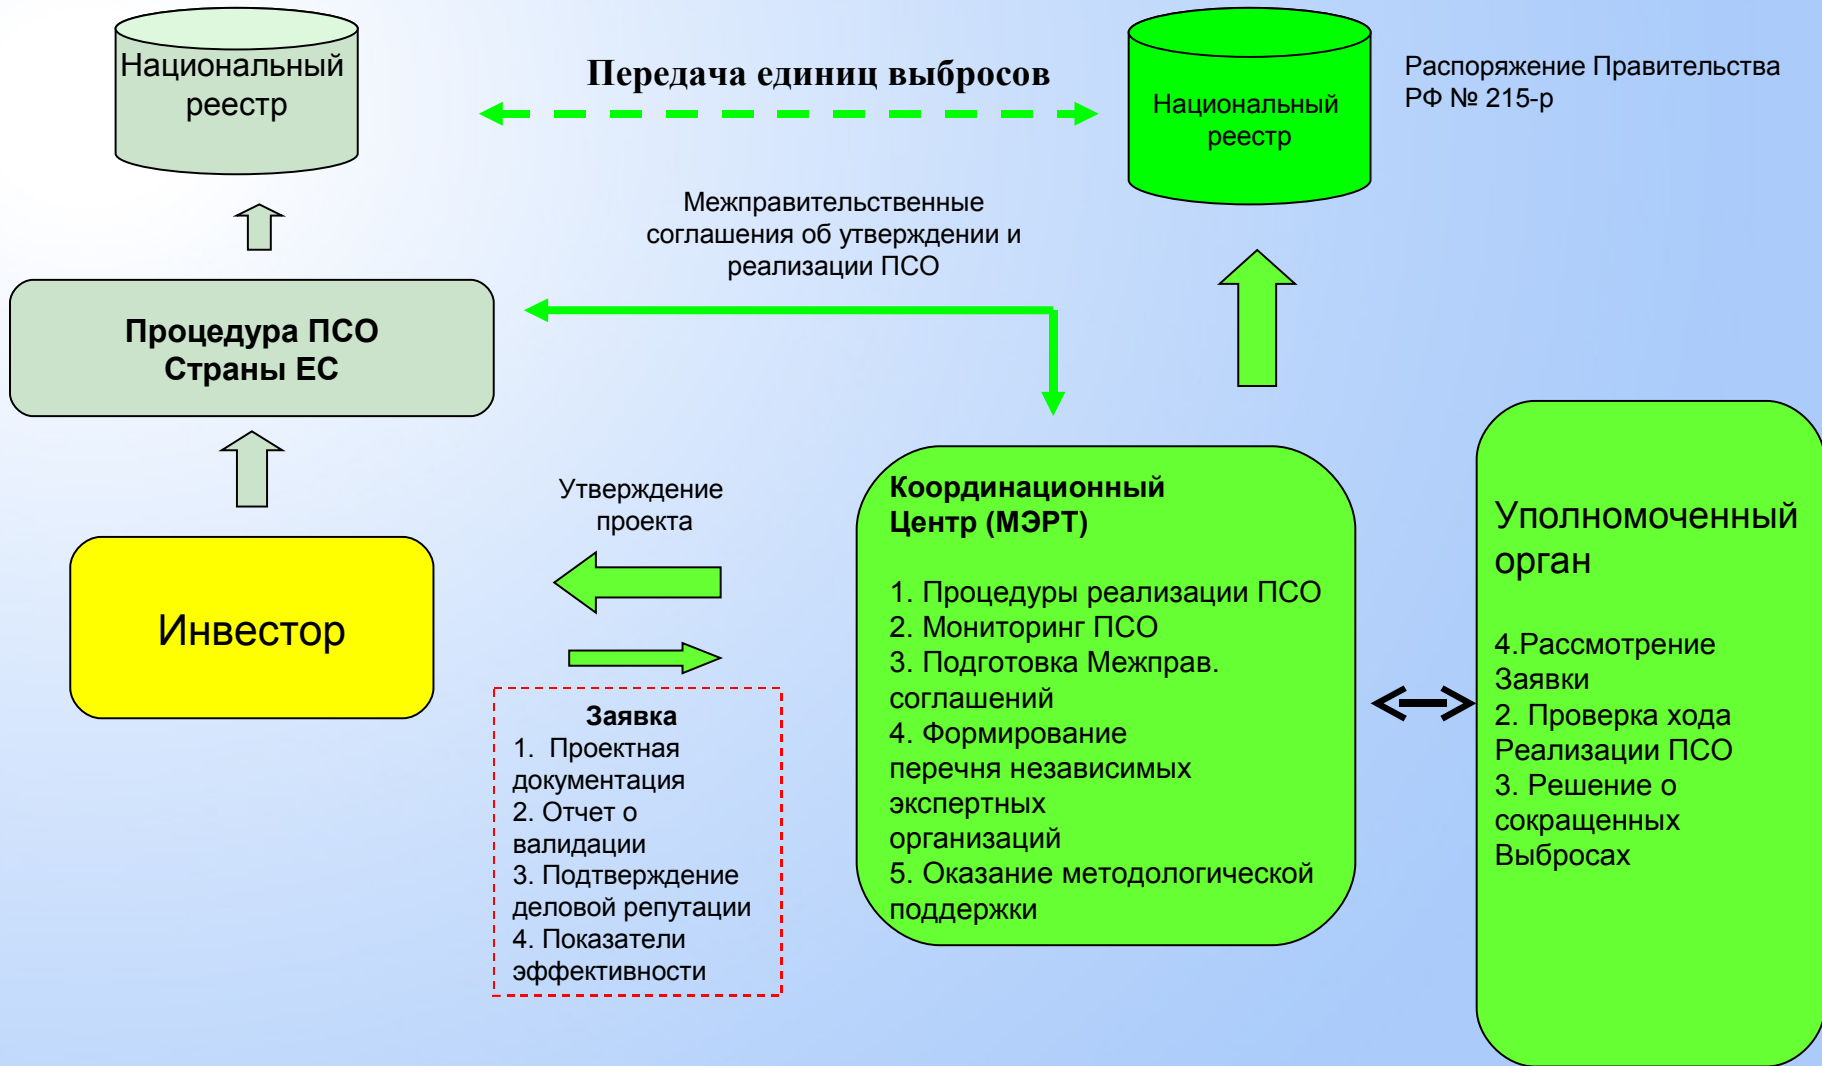 Национальный
реестр
Передача единиц выбросов
Национальный
реестр
Распоряжение Правительства
РФ № 215-р
Межправительственные
соглашения об утверждении и
реализации ПСО
Процедура ПСО
Страны ЕС
Утверждение
проекта
Инвестор
Заявка
1. Проектная
документация
2. Отчет о
валидации
3. Подтверждение
деловой репутации
4. Показатели
эффективности
Координационный
Центр (МЭРТ)
1. Процедуры реализации ПСО
2. Мониторинг ПСО
3. Подготовка Межправ.
соглашений
4. Формирование
перечня независимых
экспертных
организаций
5. Оказание методологической
поддержки
Уполномоченный
орган
4.Рассмотрение
Заявки
2. Проверка хода
Реализации ПСО
3. Решение о
сокращенных
Выбросах